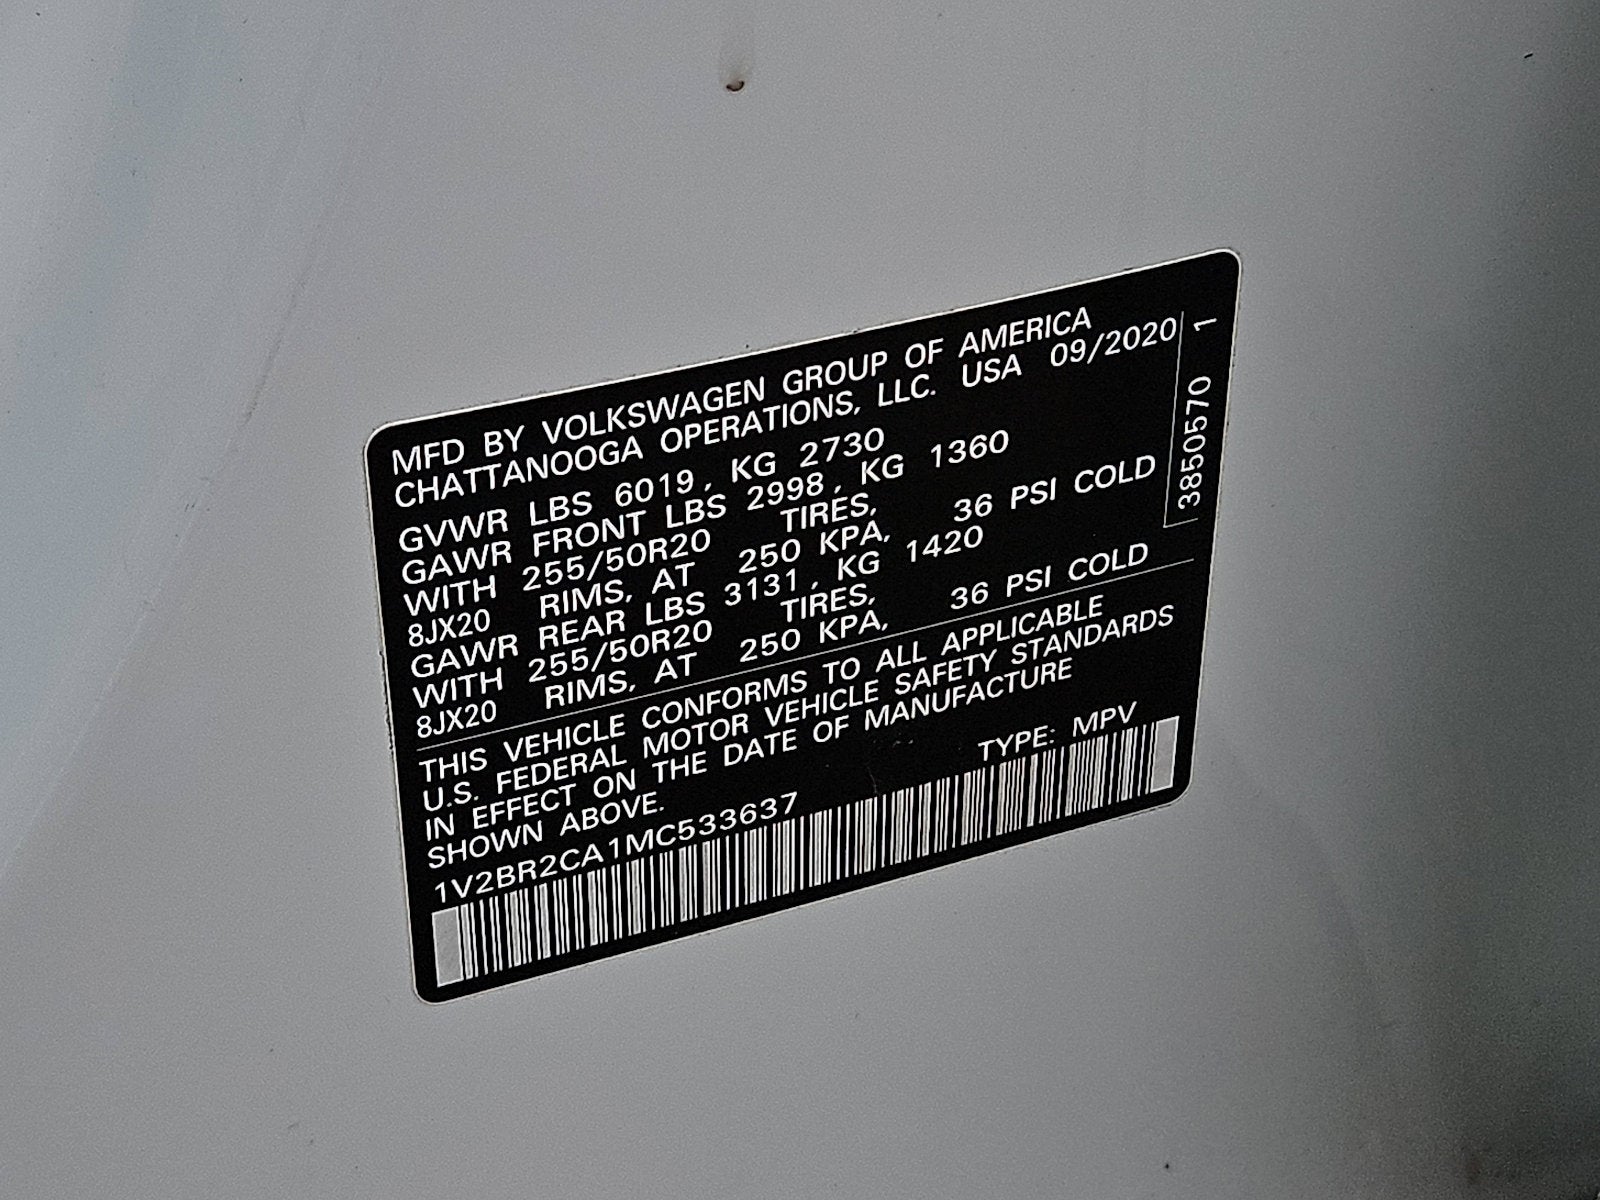 MFD BY VOLKSWAGEN GROUP OF AMERICA
CHATTANOOGA OPERATIONS, LLC. USA 09/2020
GVWR LBS 6019, KG 2730
GAWR FRONT LBS 2998, KG 1360
WITH 255/50R20 TIRES,
8JX20 RIMS, AT 250 KPA, 36 PSI COLD
GAWR REAR LBS 3131, KG 1420
WITH 255/50R20 TIRES,
8JX20 RIMS, AT 250 KPA, 36 PSI COLD
THIS VEHICLE CONFORMS TO ALL APPLICABLE
U.S. FEDERAL MOTOR VEHICLE SAFETY STANDARDS
IN EFFECT ON THE DATE OF MANUFACTURE
SHOWN ABOVE.
TYPE: MPV
1V2BR2CA1MC533637
3850570 1